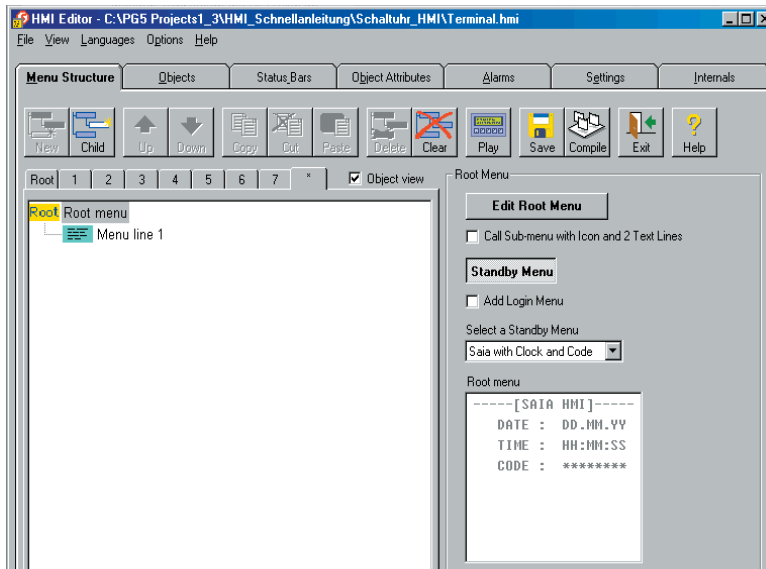 HMI Editor - C:\PG5 Projects1_3\HMI_Schnellanleitung\Schaltuhr_HMI\Terminal.hmi
File View Languages Options Help
Menu Structure Objects Status_Bars Object Attributes Alarms Settings Internals
New Child Up Down Copy Cut Paste Delete Clear Play Save Compile Exit Help
Root 1 2 3 4 5 6 7 * Object view
Root Root menu
Menu line 1
Root Menu
Edit Root Menu
Call Sub-menu with Icon and 2 Text Lines
Standby Menu
Add Login Menu
Select a Standby Menu
Saia with Clock and Code
Root menu
-----[SAIA HMI]-----
DATE : DD.MM.YY
TIME : HH:MM:SS
CODE : ********